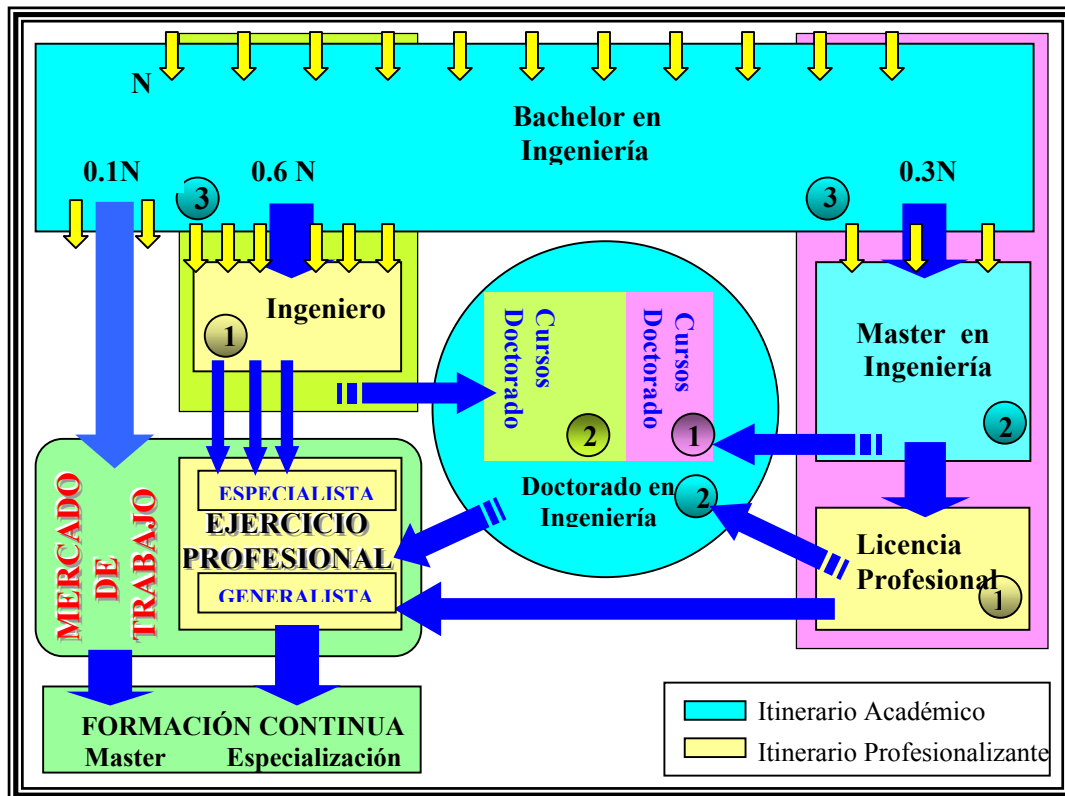 N
Bachelor en
Ingeniería
0.1N
0.6 N
0.3N
3
3
Ingeniero
1
Cursos
Doctorado
2
Cursos
Doctorado
1
Master en
Ingeniería
2
Doctorado en
Ingeniería
2
Licencia
Profesional
1
MERCADO
DE
TRABAJO
ESPECIALISTA
EJERCICIO
PROFESIONAL
GENERALISTA
FORMACIÓN CONTINUA
Master Especialización
Itinerario Académico
Itinerario Profesionalizante